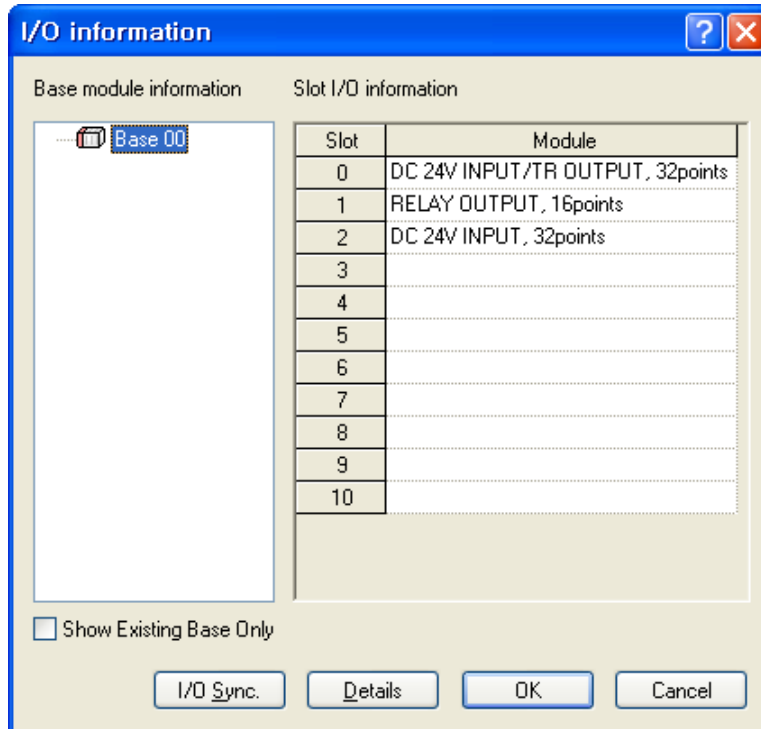 I/O information
Base module information
Slot I/O information
Base 00
Slot Module
0 DC 24V INPUT/TR OUTPUT, 32points
1 RELAY OUTPUT, 16points
2 DC 24V INPUT, 32points
3
4
5
6
7
8
9
10
Show Existing Base Only
I/O Sync. Details OK Cancel